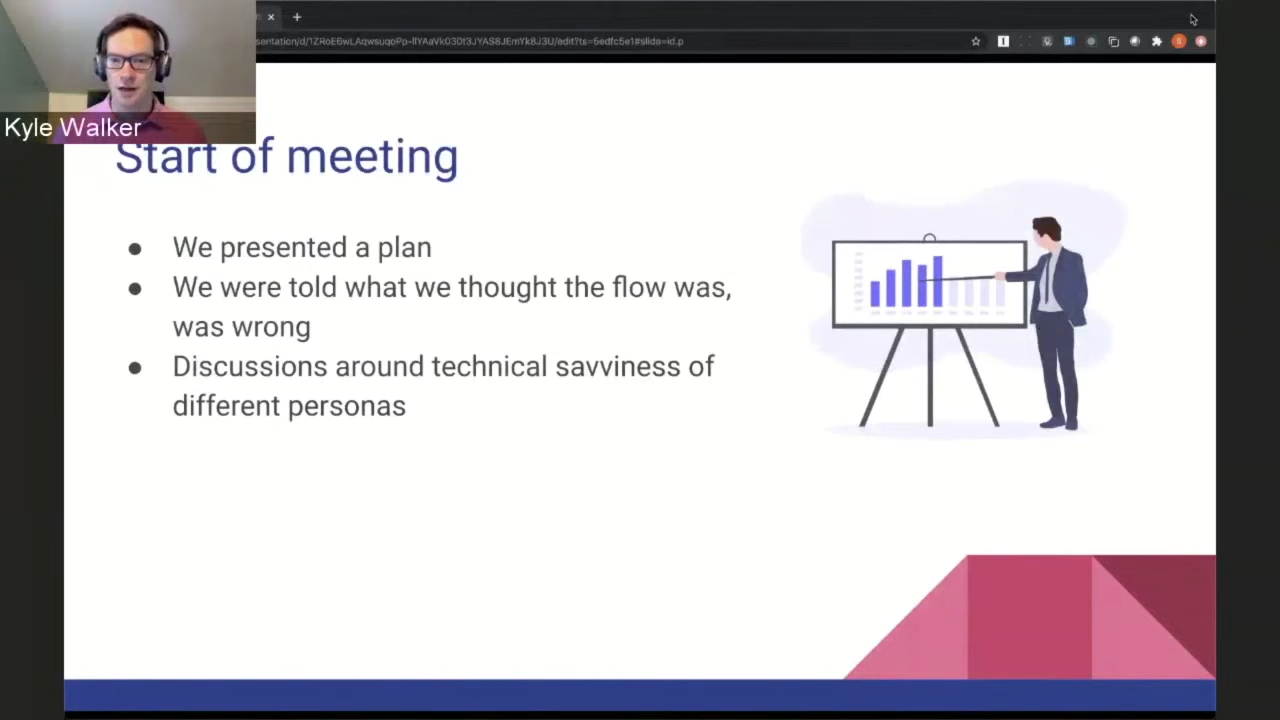 Kyle Walker
Start of meeting
● We presented a plan
● We were told what we thought the flow was,
was wrong
● Discussions around technical savviness of
different personas